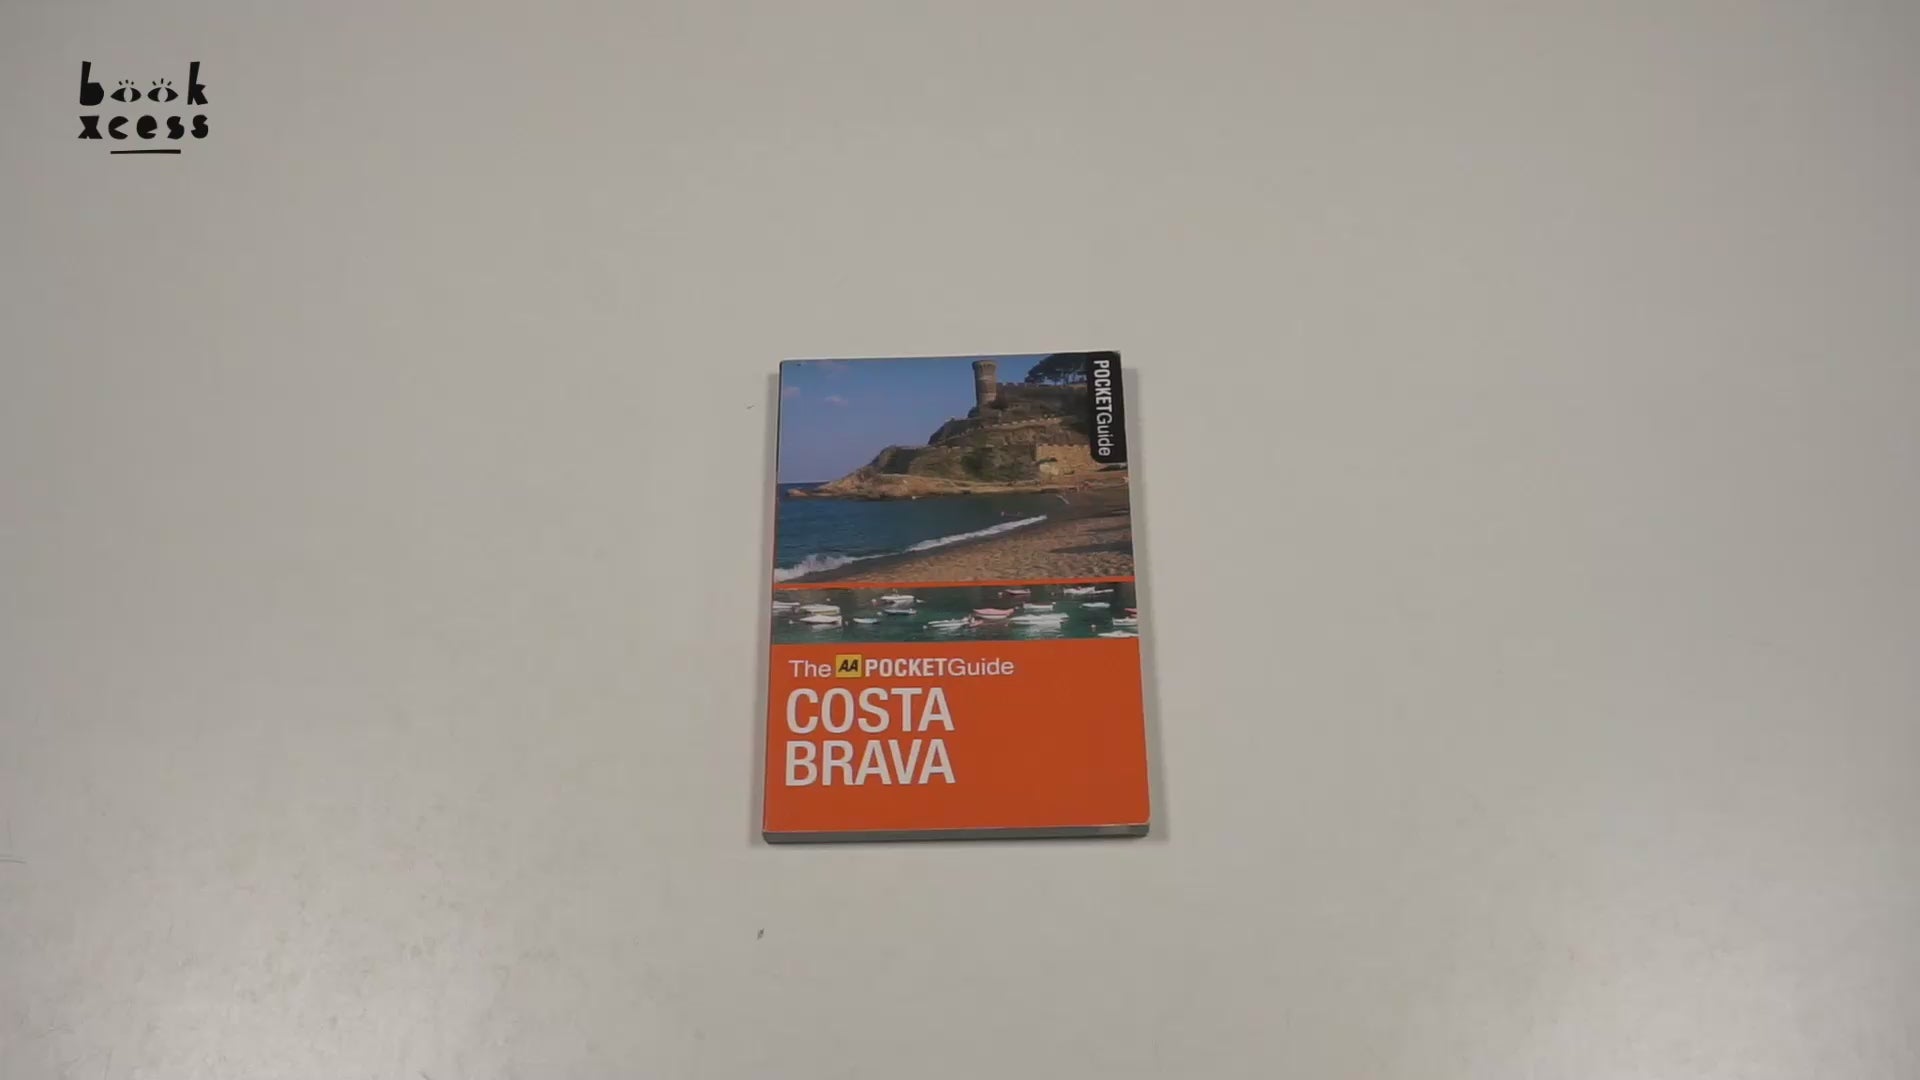 book
xcess
POCKETGuide
The AA POCKETGuide
COSTA
BRAVA